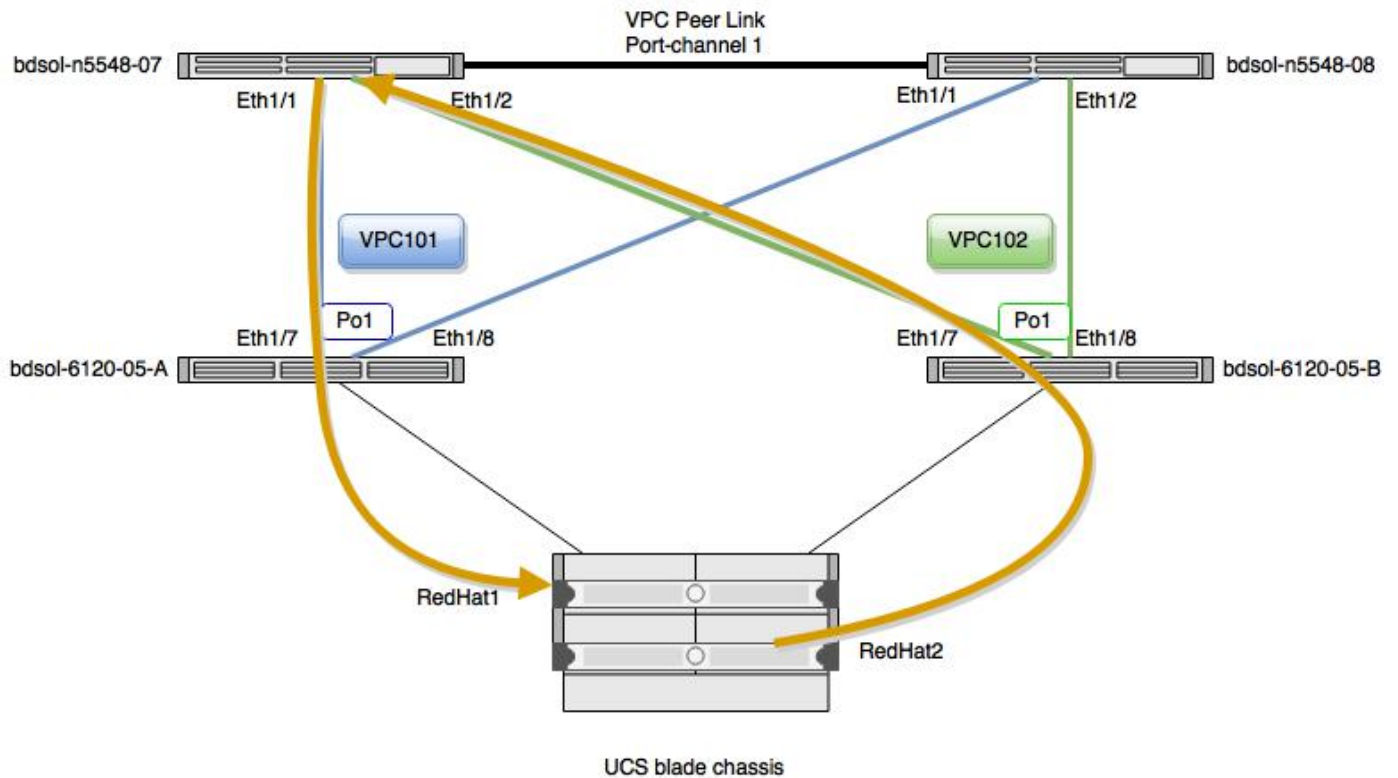 VPC Peer Link
Port-channel 1
bdsol-n5548-07
bdsol-n5548-08
Eth1/1
Eth1/2
Eth1/1
Eth1/2
VPC101
VPC102
Po1
Po1
Eth1/7
Eth1/8
Eth1/7
Eth1/8
bdsol-6120-05-A
bdsol-6120-05-B
RedHat1
RedHat2
UCS blade chassis